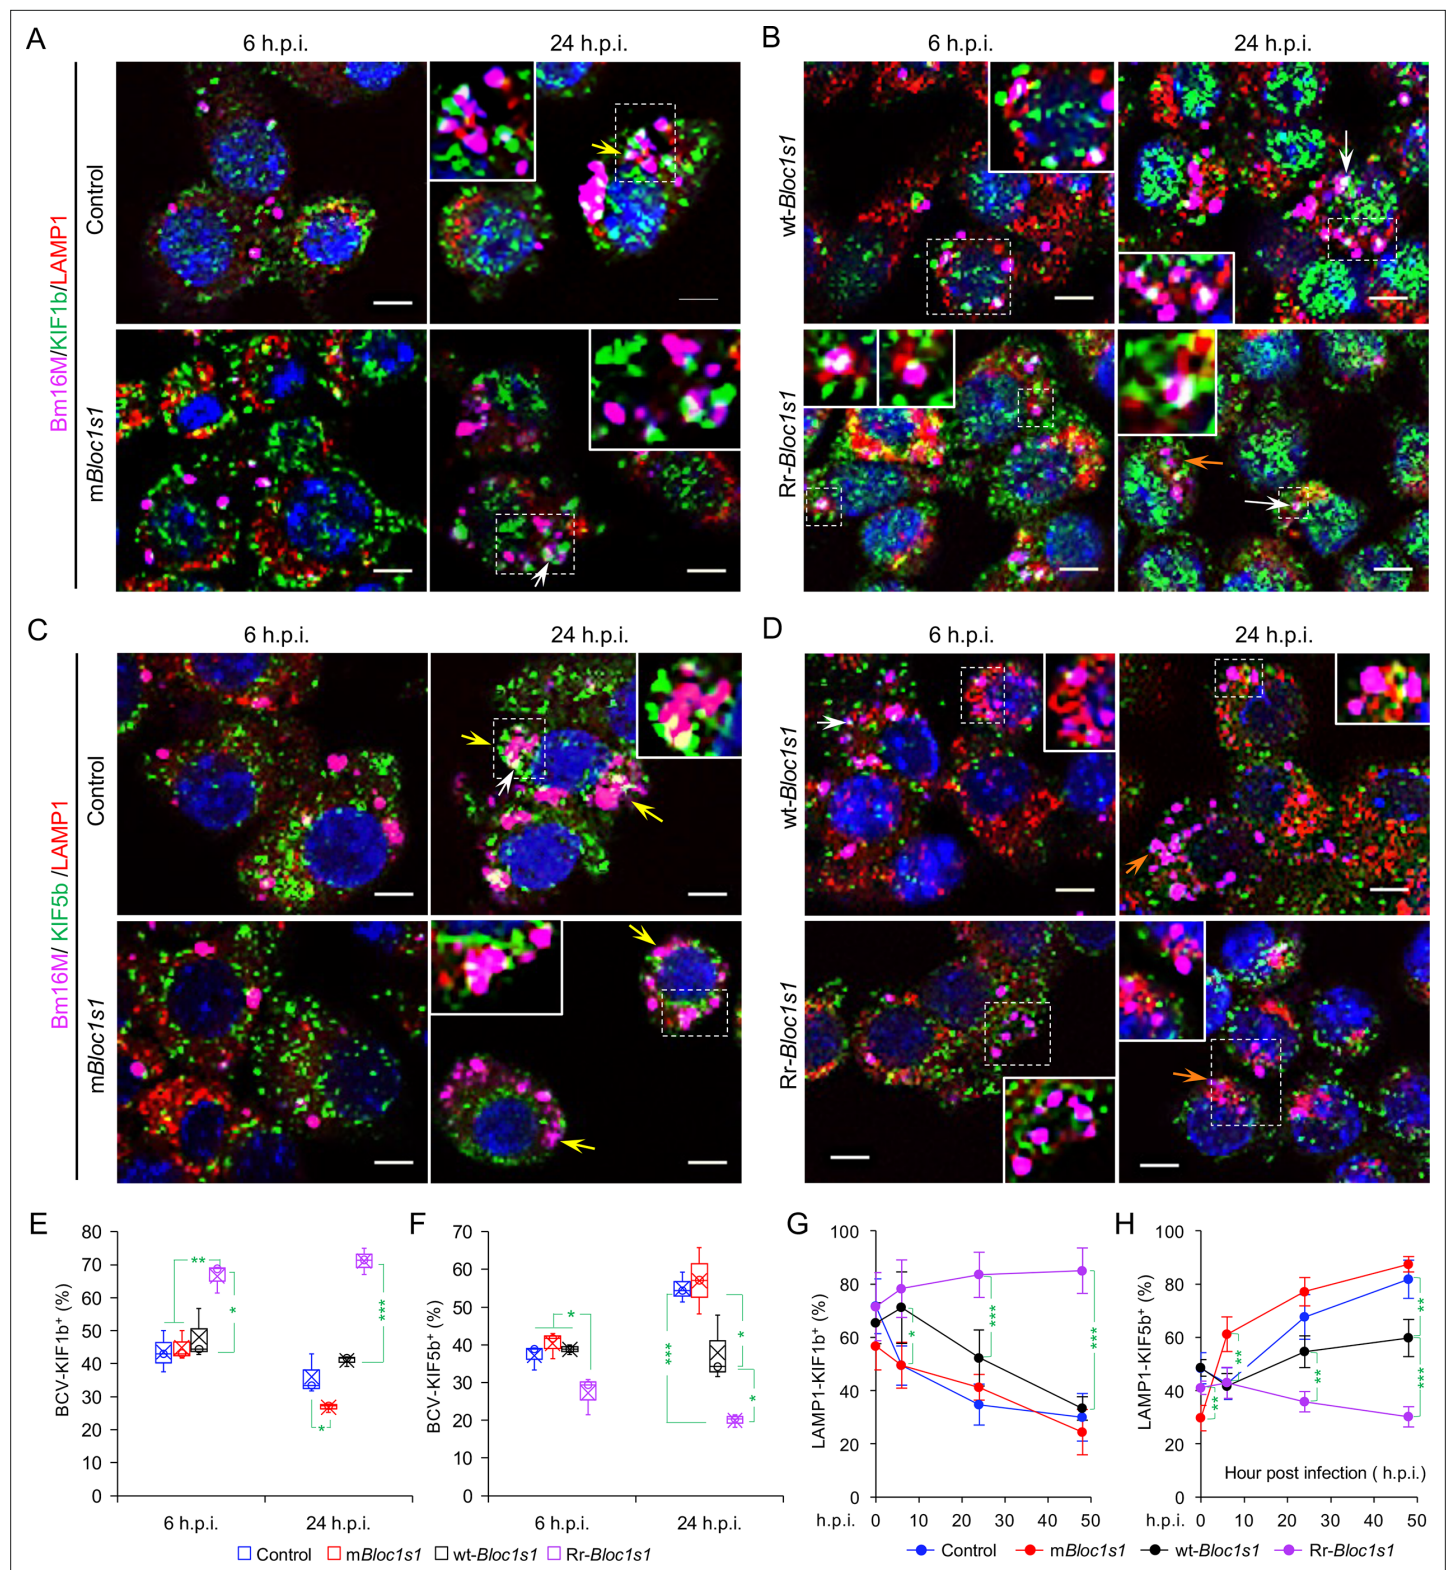 A
6 h.p.i.
24 h.p.i.
Bm16M/KIF1b/LAMP1
Control
mBloc1s1
B
6 h.p.i.
24 h.p.i.
wt-Bloc1s1
Rr-Bloc1s1
C
6 h.p.i.
24 h.p.i.
Bm16M/ KIF5b /LAMP1
Control
mBloc1s1
D
6 h.p.i.
24 h.p.i.
wt-Bloc1s1
Rr-Bloc1s1
E
BCV-KIF1b+ (%)
80
70
60
50
40
30
20
10
0
**
*
*
***
6 h.p.i.
24 h.p.i.
F
BCV-KIF5b+ (%)
70
60
50
40
30
20
10
0
*
***
*
*
6 h.p.i.
24 h.p.i.
Control
mBloc1s1
wt-Bloc1s1
Rr-Bloc1s1
G
LAMP1-KIF1b+ (%)
100
80
60
40
20
0
*
***
***
h.p.i.
0 10 20 30 40 50
H
LAMP1-KIF5b+ (%)
100
80
60
40
20
0
**
**
**
**
***
Hour post infection ( h.p.i.)
h.p.i.
0 10 20 30 40 50
Control
mBloc1s1
wt-Bloc1s1
Rr-Bloc1s1